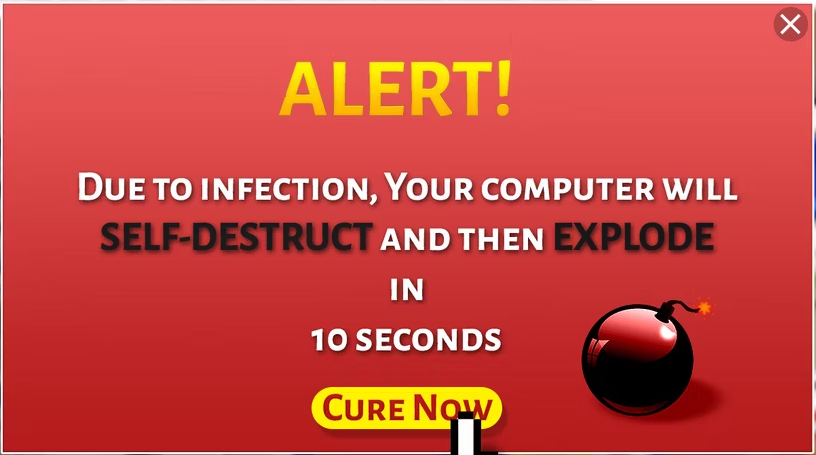 ALERT!
Due to infection, Your computer will
SELF-DESTRUCT and then EXPLODE
in
10 seconds
Cure Now